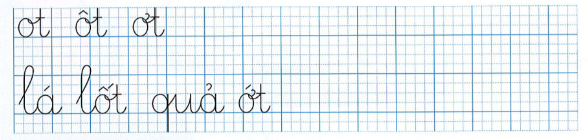 ot ôt ơt
lá lốt quả ớt